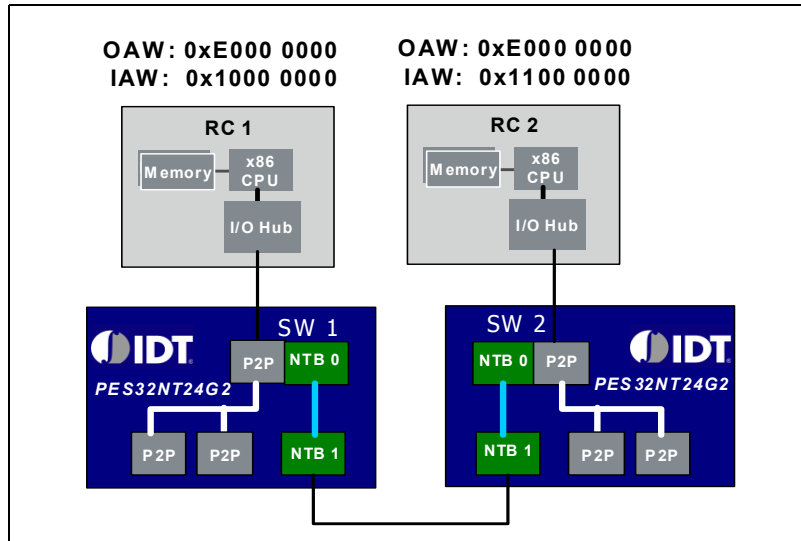 OAW: 0xE000 0000
IAW: 0x1000 0000
OAW: 0xE000 0000
IAW: 0x1100 0000
RC 1
Memory
x86
CPU
I/O Hub
RC 2
Memory
x86
CPU
I/O Hub
IDT.
PES32NT24G2
SW 1
P2P
NTB 0
P2P
P2P
NTB 1
SW 2
NTB 0
P2P
IDT.
PES32NT24G2
NTB 1
P2P
P2P